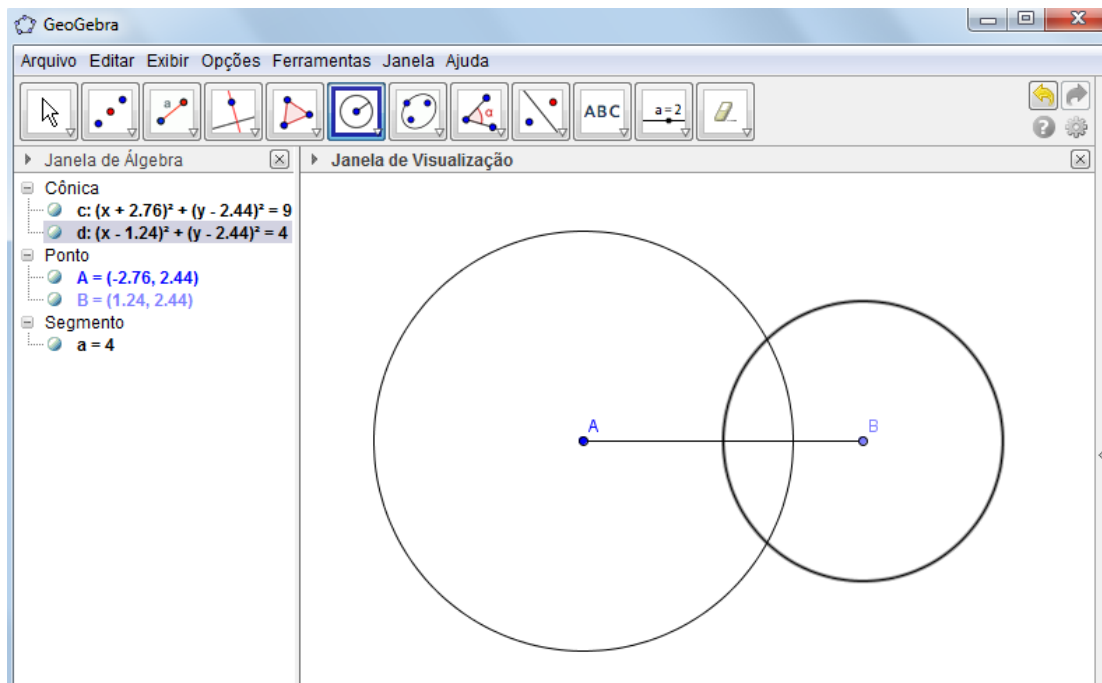 GeoGebra
Arquivo Editar Exibir Opções Ferramentas Janela Ajuda
a
α
ABC
a=2
Janela de Álgebra
Janela de Visualização
Cônica
c: (x + 2.76)² + (y - 2.44)² = 9
d: (x - 1.24)² + (y - 2.44)² = 4
Ponto
A = (-2.76, 2.44)
B = (1.24, 2.44)
Segmento
a = 4
A
B